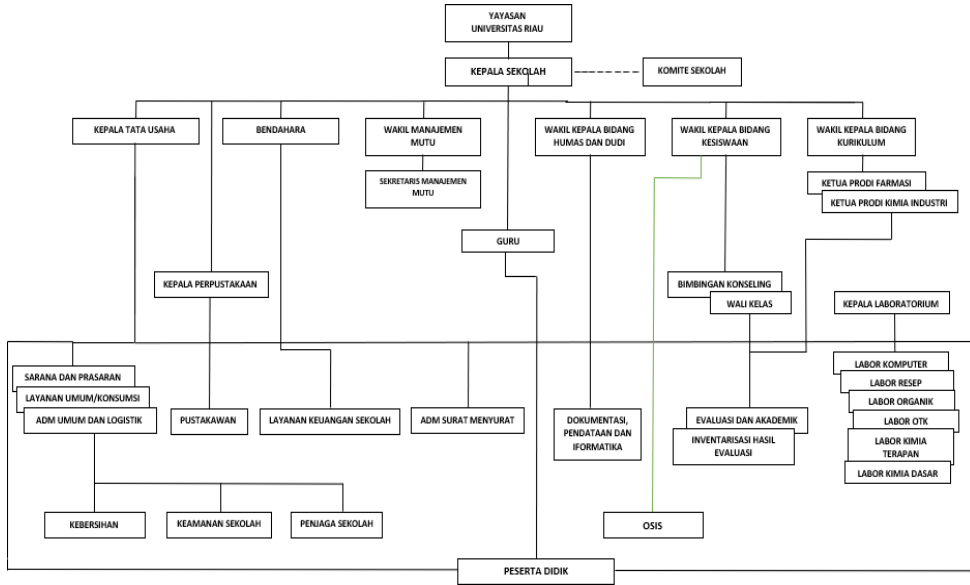 YAYASAN
UNIVERSITAS RIAU
KEPALA SEKOLAH
KOMITE SEKOLAH
KEPALA TATA USAHA
BENDAHARA
WAKIL MANAJEMEN
MUTU
WAKIL KEPALA BIDANG
HUMAS DAN DUDI
WAKIL KEPALA BIDANG
KESISWAAN
WAKIL KEPALA BIDANG
KURIKULUM
SEKRETARIS MANAJEMEN
MUTU
KETUA PRODI FARMASI
KETUA PRODI KIMIA INDUSTRI
GURU
KEPALA PERPUSTAKAAN
BIMBINGAN KONSELING
WALI KELAS
KEPALA LABORATORIUM
SARANA DAN PRASARAN
LAYANAN UMUM/KONSUMSI
ADM UMUM DAN LOGISTIK
PUSTAKAWAN
LAYANAN KEUANGAN SEKOLAH
ADM SURAT MENYURAT
DOKUMENTASI,
PENDATAAN DAN
IFORMATIKA
EVALUASI DAN AKADEMIK
INVENTARISASI HASIL
EVALUASI
LABOR KOMPUTER
LABOR RESEP
LABOR ORGANIK
LABOR OTK
LABOR KIMIA
TERAPAN
LABOR KIMIA DASAR
KEBERSIHAN
KEAMANAN SEKOLAH
PENJAGA SEKOLAH
OSIS
PESERTA DIDIK